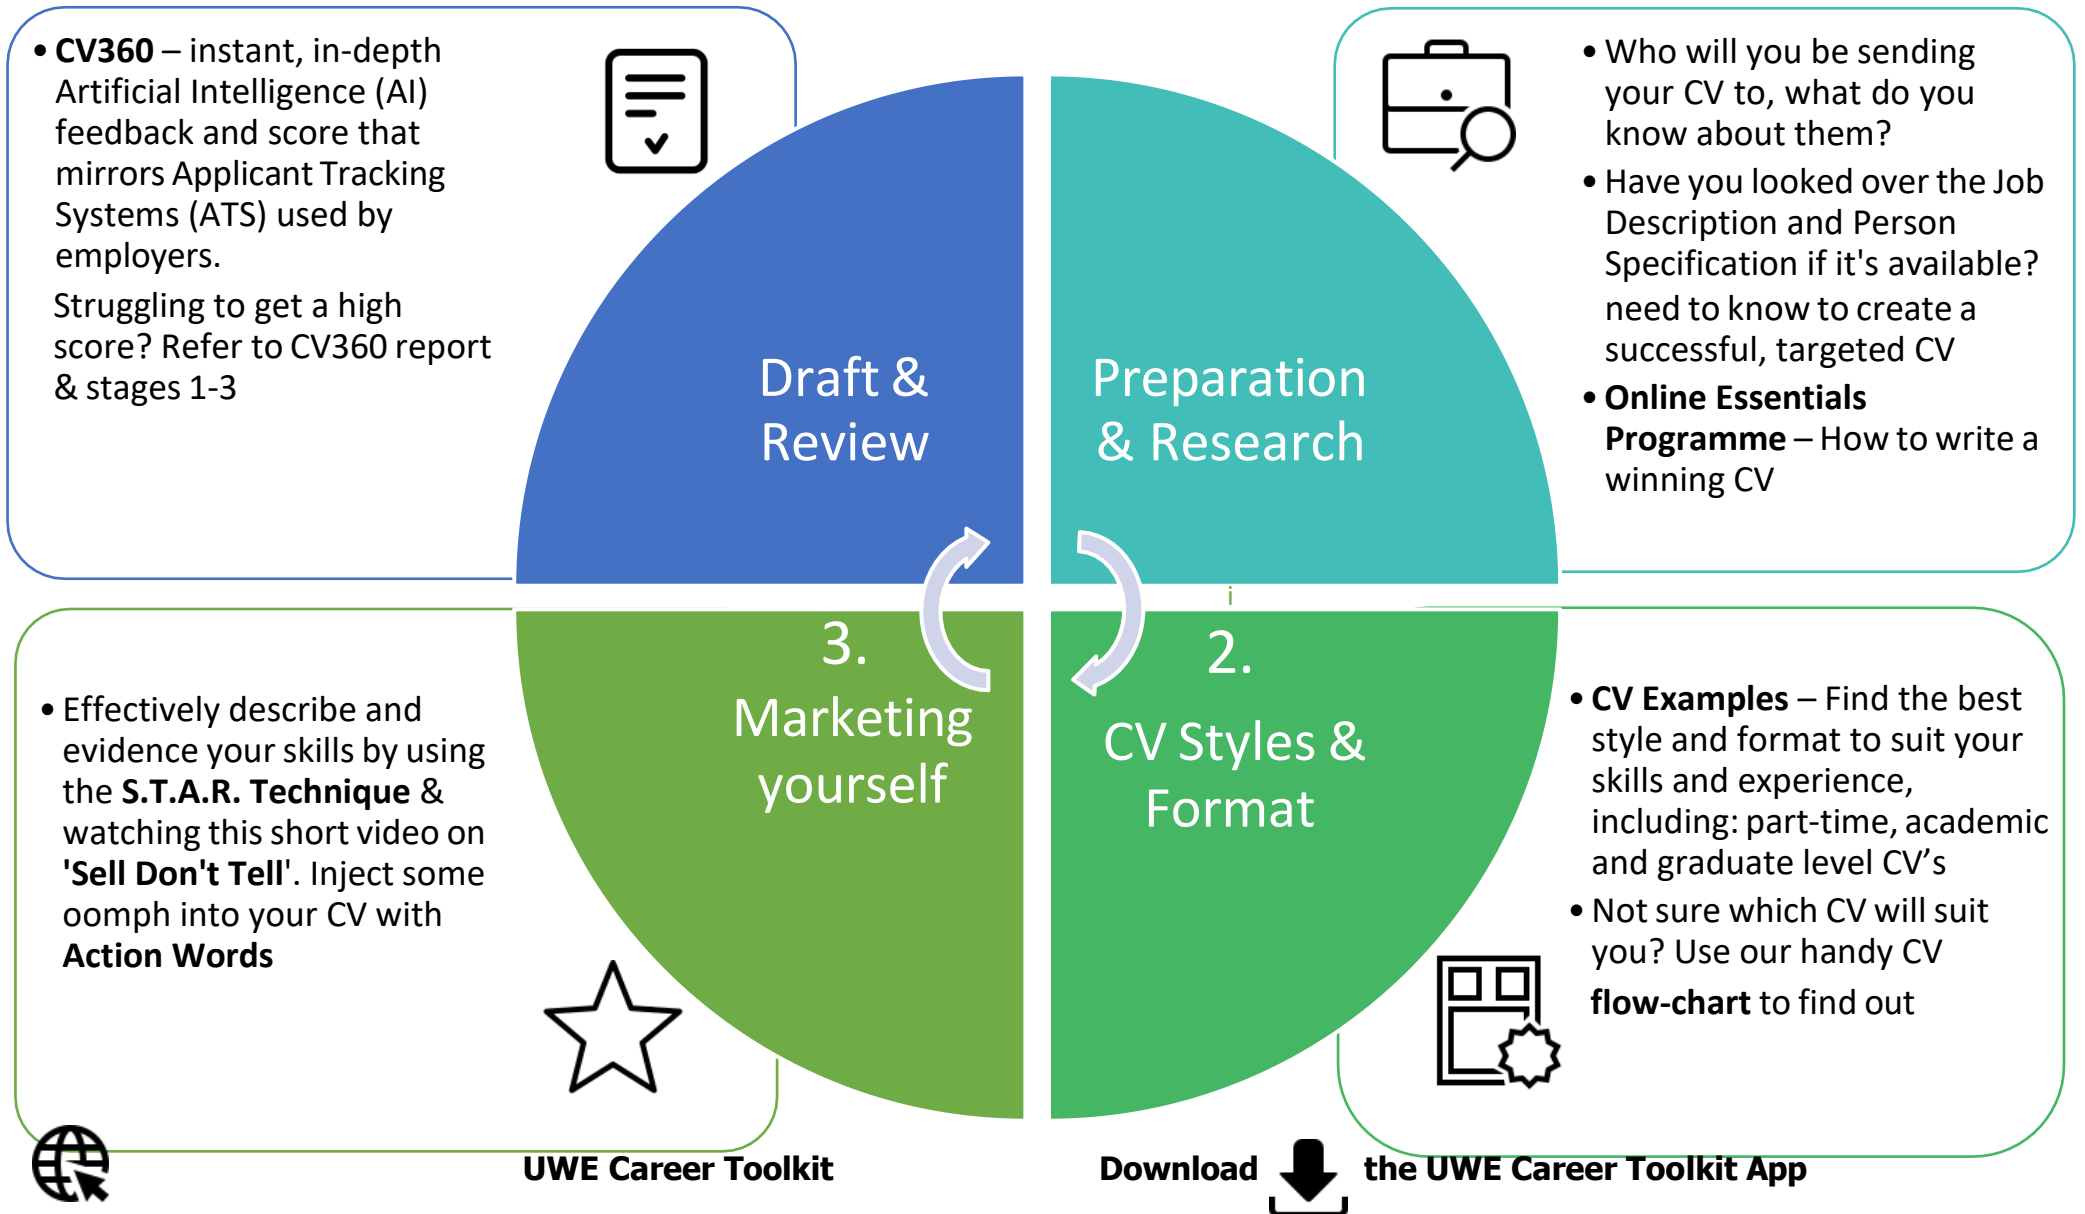 • CV360 – instant, in-depth
Artificial Intelligence (AI)
feedback and score that
mirrors Applicant Tracking
Systems (ATS) used by
employers.
Struggling to get a high
score? Refer to CV360 report
& stages 1-3
Draft &
Review
Preparation
& Research
• Who will you be sending
your CV to, what do you
know about them?
• Have you looked over the Job
Description and Person
Specification if it's available?
need to know to create a
successful, targeted CV
• Online Essentials
Programme – How to write a
winning CV
i
3.
Marketing
yourself
2.
CV Styles &
Format
• Effectively describe and
evidence your skills by using
the S.T.A.R. Technique &
watching this short video on
'Sell Don't Tell'. Inject some
oomph into your CV with
Action Words
• CV Examples – Find the best
style and format to suit your
skills and experience,
including: part-time, academic
and graduate level CV’s
• Not sure which CV will suit
you? Use our handy CV
flow-chart to find out
UWE Career Toolkit
Download the UWE Career Toolkit App